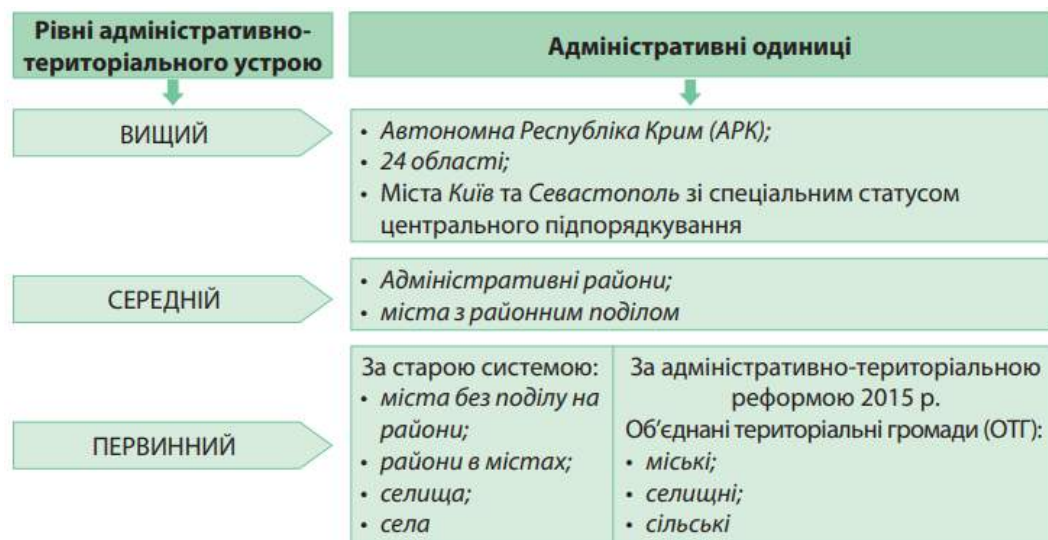 Рівні адміністративно-
територіального устрою
Адміністративні одиниці
ВИЩИЙ
• Автономна Республіка Крим (АРК);
• 24 області;
• Міста Київ та Севастополь зі спеціальним статусом
центрального підпорядкування
СЕРЕДНІЙ
• Адміністративні райони;
• міста з районним поділом
ПЕРВИННИЙ
За старою системою:
• міста без поділу на
райони;
• райони в містах;
• селища;
• села
За адміністративно-територіальною
реформою 2015 р.
Об’єднані територіальні громади (ОТГ):
• міські;
• селищні;
• сільські